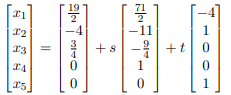 [x₁; x₂; x₃; x₄; x₅] = [19/2; −4; 3/4; 0; 0] + s [71/2; −11; −9/4; 1; 0] + t [−4; 1; 0; 0; 1]